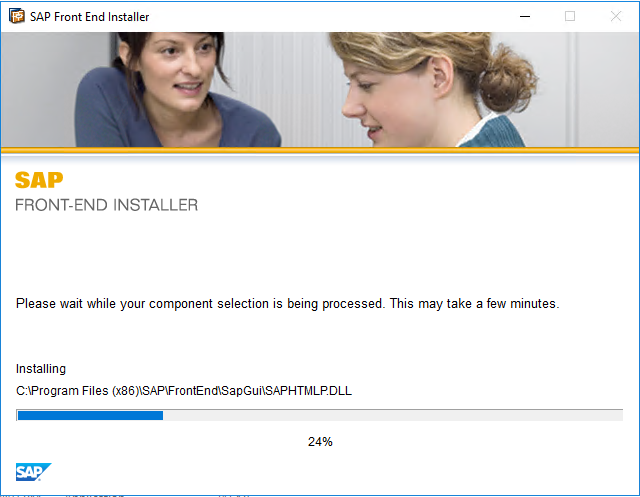 SAP Front End Installer
SAP
FRONT-END INSTALLER
Please wait while your component selection is being processed. This may take a few minutes.
Installing
C:\Program Files (x86)\SAP\FrontEnd\SapGui\SAPHTMLP.DLL
24%
SAP